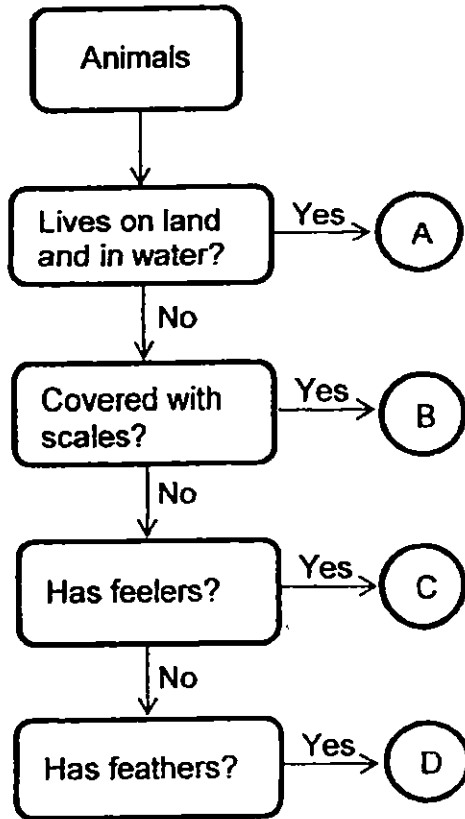 Animals
Lives on land
and in water?
Yes
A
No
Covered with
scales?
Yes
B
No
Has feelers?
Yes
C
No
Has feathers?
Yes
D